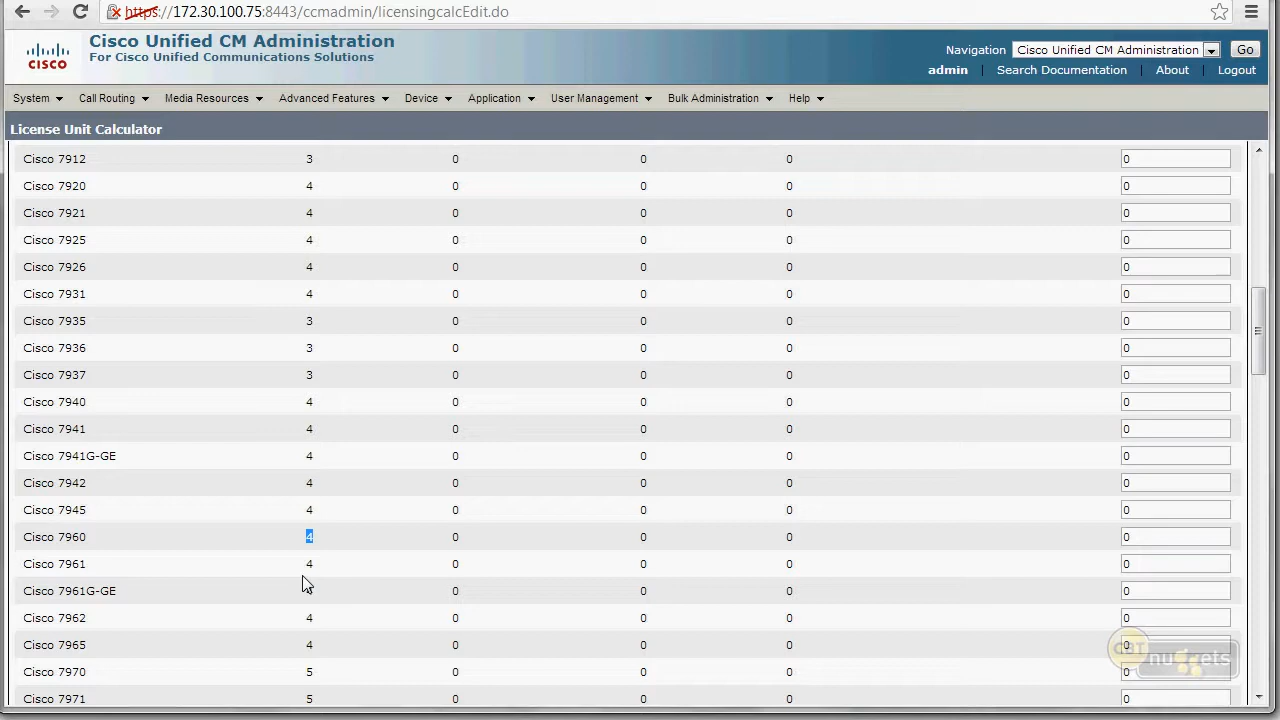 https://172.30.100.75:8443/ccmadmin/licensingcalcEdit.do
Cisco Unified CM Administration
For Cisco Unified Communications Solutions
CISCO
Navigation Cisco Unified CM Administration Go
admin Search Documentation About Logout
System Call Routing Media Resources Advanced Features Device Application User Management Bulk Administration Help
License Unit Calculator
Cisco 7912 3 0 0 0 0
Cisco 7920 4 0 0 0 0
Cisco 7921 4 0 0 0 0
Cisco 7925 4 0 0 0 0
Cisco 7926 4 0 0 0 0
Cisco 7931 4 0 0 0 0
Cisco 7935 3 0 0 0 0
Cisco 7936 3 0 0 0 0
Cisco 7937 3 0 0 0 0
Cisco 7940 4 0 0 0 0
Cisco 7941 4 0 0 0 0
Cisco 7941G-GE 4 0 0 0 0
Cisco 7942 4 0 0 0 0
Cisco 7945 4 0 0 0 0
Cisco 7960 4 0 0 0 0
Cisco 7961 4 0 0 0 0
Cisco 7961G-GE 0 0 0 0
Cisco 7962 4 0 0 0 0
Cisco 7965 4 0 0 0 0
Cisco 7970 5 0 0 0 0
Cisco 7971 5 0 0 0 0
CBT nuggets